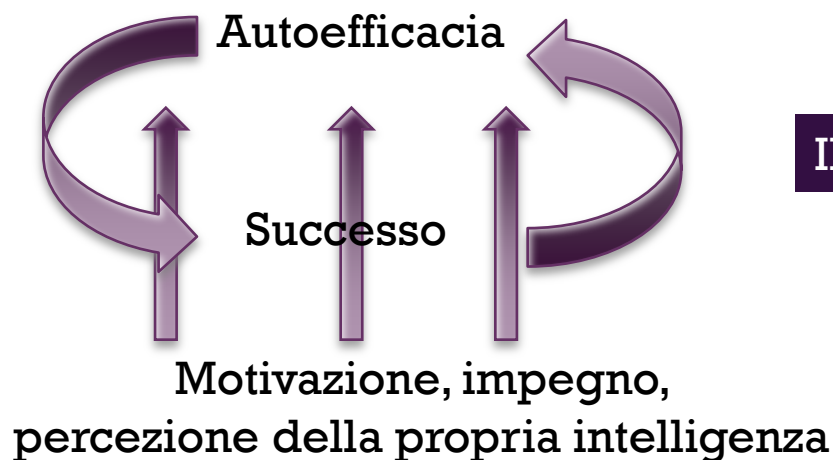 Autoefficacia
Successo
Motivazione, impegno,
percezione della propria intelligenza